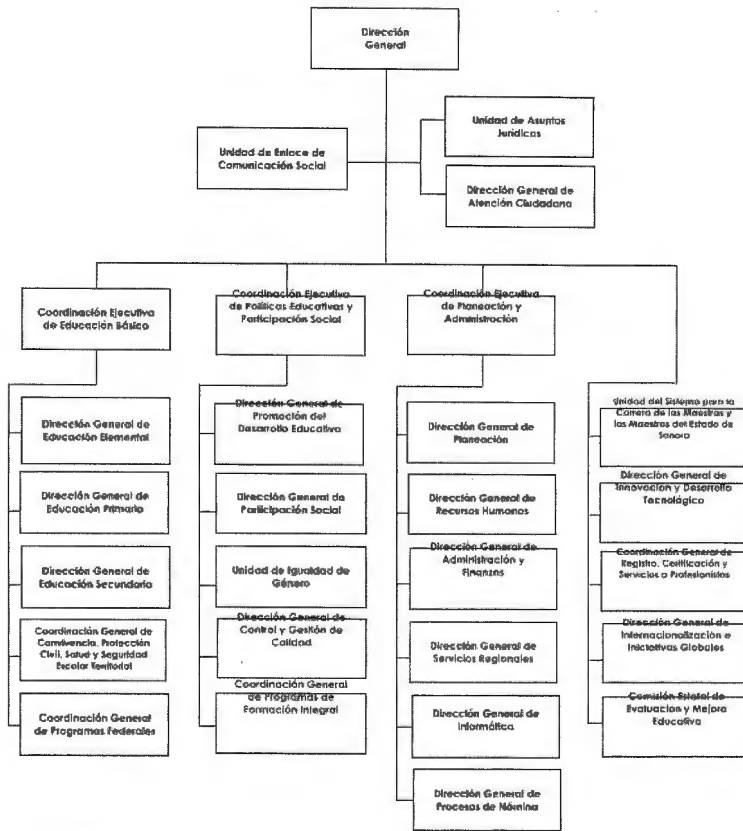 Dirección
General
Unidad de Asuntos
Jurídicos
Unidad de Enlace de
Comunicación Social
Dirección General de
Atención Ciudadana
Coordinación Ejecutiva
de Educación Básica
Coordinación Ejecutiva
de Políticas Educativas y
Participación Social
Coordinación Ejecutiva
de Planeación y
Administración
Dirección General de
Educación Elemental
Dirección General de
Educación Primaria
Dirección General de
Educación Secundaria
Coordinación General de
Convivencia, Protección
Civil, Salud y Seguridad
Escolar Territorial
Coordinación General
de Programas Federales
Dirección General de
Promoción del
Desarrollo Educativo
Dirección General de
Participación Social
Unidad de Igualdad de
Género
Dirección General de
Control y Gestión de
Calidad
Coordinación General
de Programas de
Formación Integral
Dirección General de
Planeación
Dirección General de
Recursos Humanos
Dirección General de
Administración y
Finanzas
Dirección General de
Servicios Regionales
Dirección General de
Informática
Dirección General de
Procesos de Nómina
Unidad del Sistema para la
Carrera de las Maestras y
los Maestros del Estado de
Sonora
Dirección General de
Innovación y Desarrollo
Tecnológico
Coordinación General de
Registro, Certificación y
Servicios a Profesionistas
Dirección General de
Internacionalización e
Iniciativas Globales
Comisión Estatal de
Evaluación y Mejora
Educativa